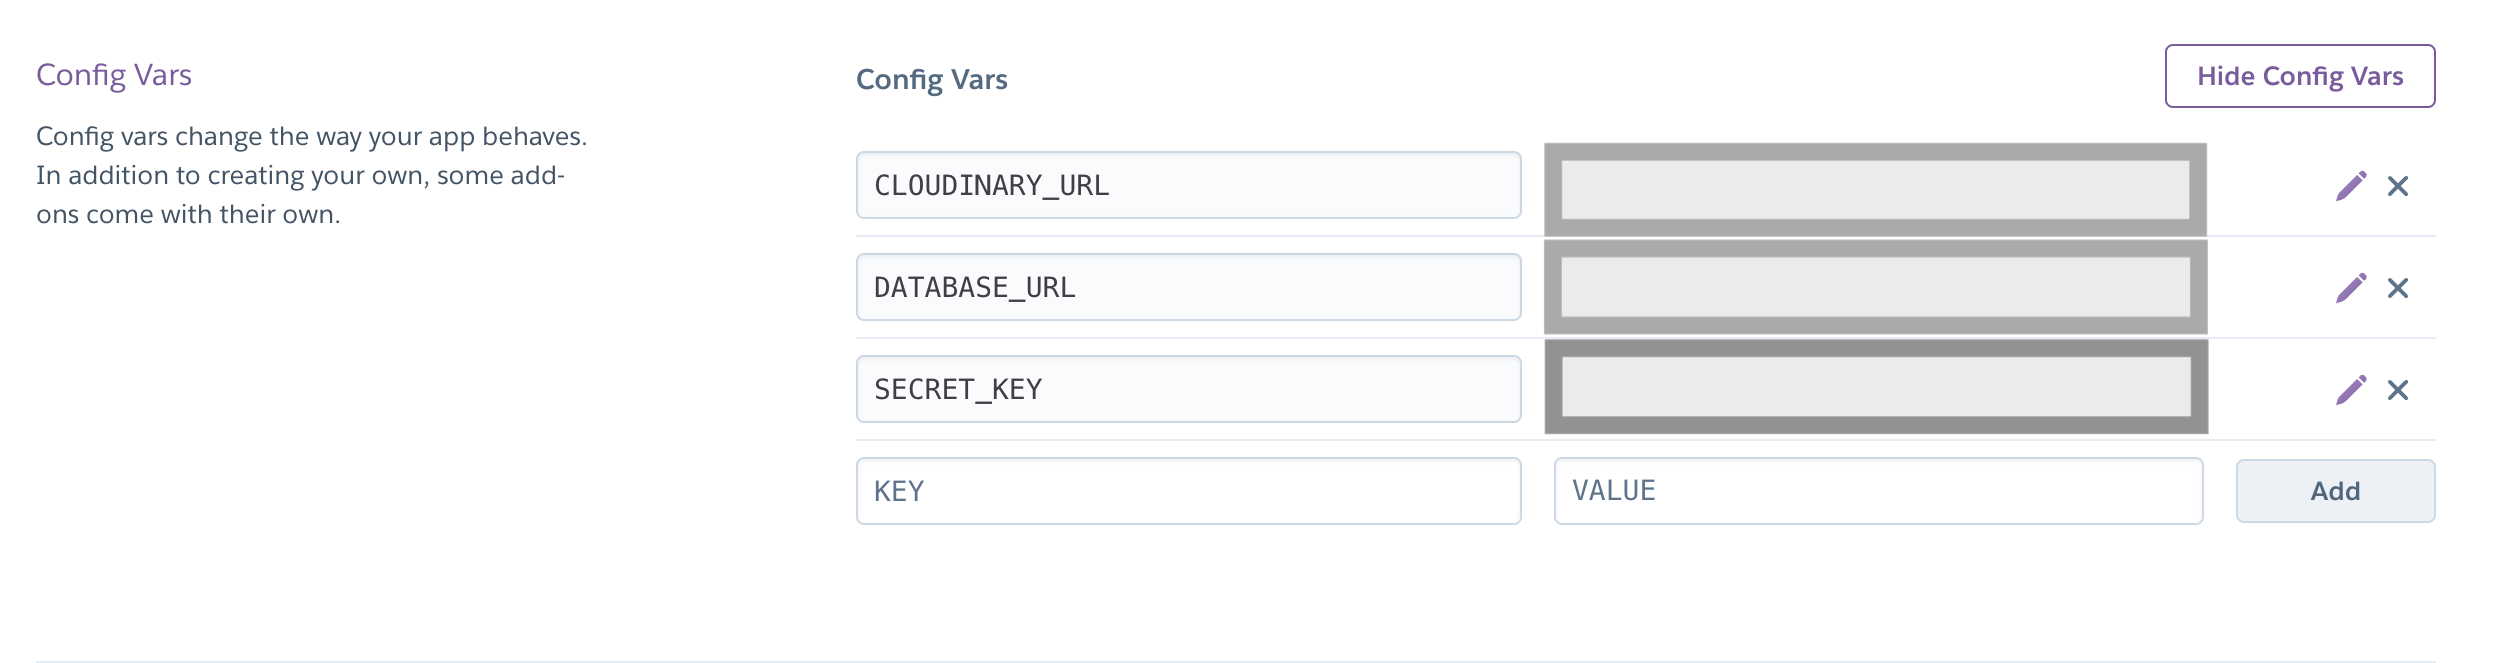 Config Vars
Config vars change the way your app behaves.
In addition to creating your own, some add-
ons come with their own.
Config Vars
Hide Config Vars
CLOUDINARY_URL
DATABASE_URL
SECRET_KEY
KEY
VALUE
Add